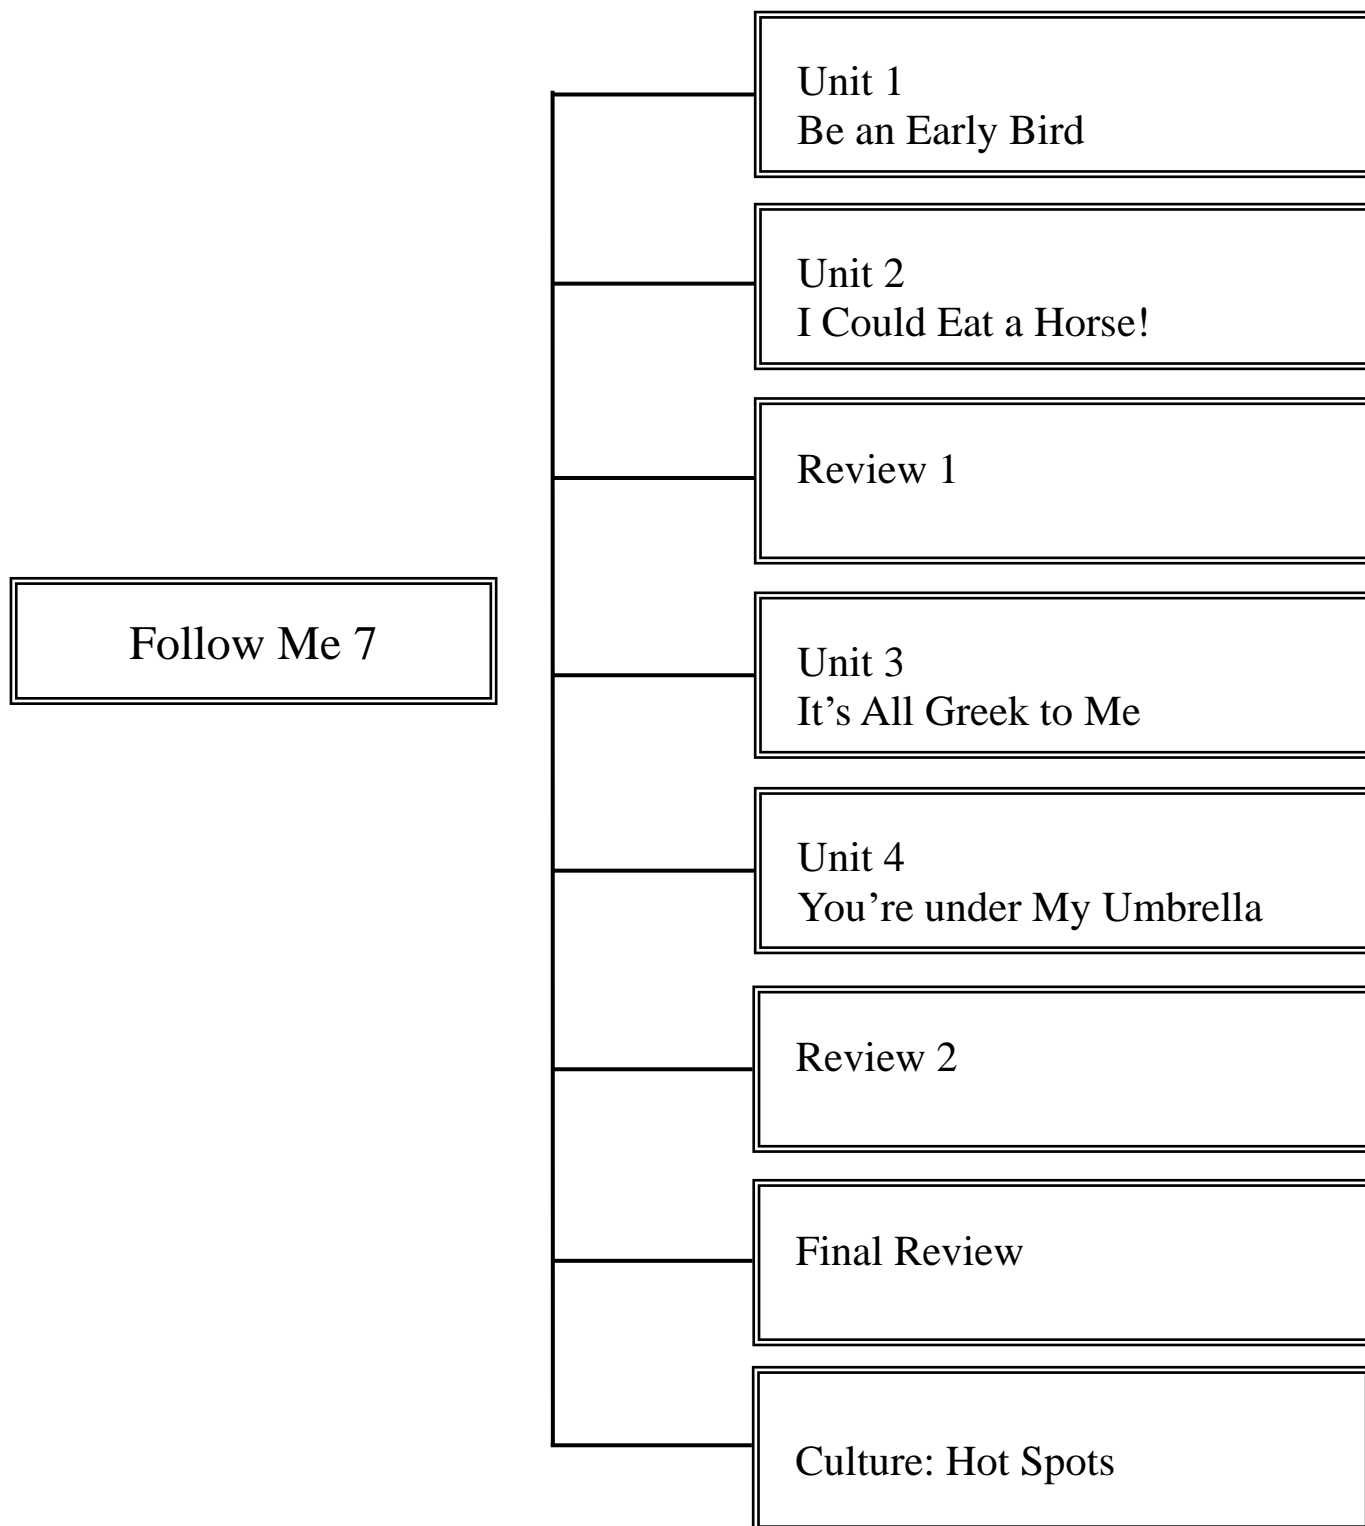 Follow Me 7
Unit 1
Be an Early Bird
Unit 2
I Could Eat a Horse!
Review 1
Unit 3
It’s All Greek to Me
Unit 4
You’re under My Umbrella
Review 2
Final Review
Culture: Hot Spots